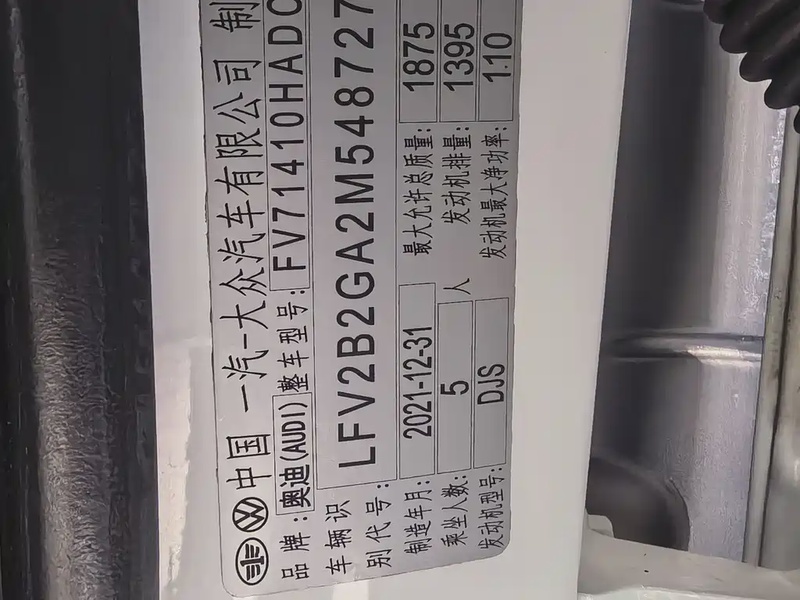 中国 一汽-大众汽车有限公司 制
品牌: 奥迪(AUDI) 整车型号: FV71410HADC
车辆识别代号: LFV2B2GA2M548727
制造年月: 2021-12-31 最大允许总质量: 1875
乘坐人数: 5 人 发动机排量: 1395
发动机型号: DJS 发动机最大净功率: 110